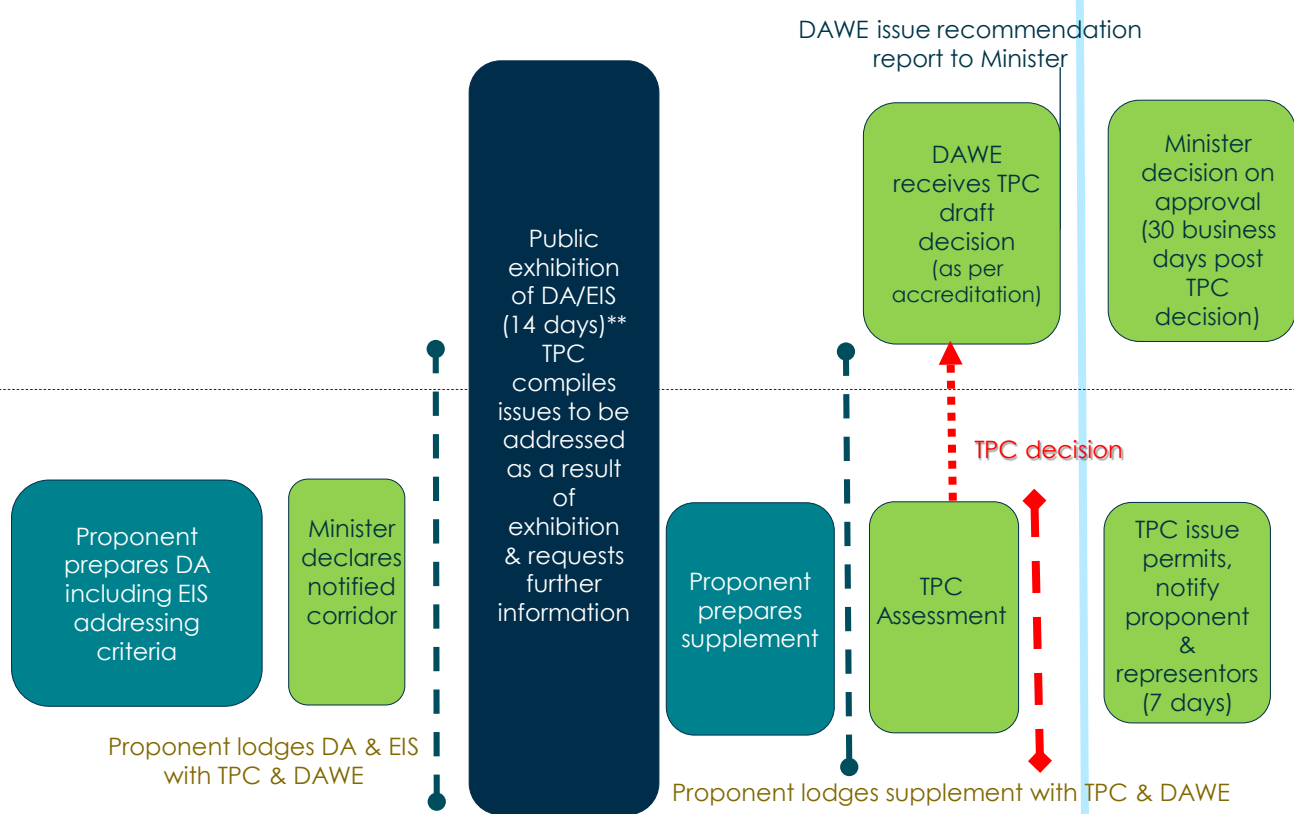 DAWE issue recommendation
report to Minister
DAWE
receives TPC
draft
decision
(as per
accreditation)
Minister
decision on
approval
(30 business
days post
TPC
decision)
Public
exhibition
of DA/EIS
(14 days)**
TPC
compiles
issues to be
addressed
as a result
of
exhibition
& requests
further
information
TPC decision
Proponent
prepares DA
including EIS
addressing
criteria
Minister
declares
notified
corridor
Proponent
prepares
supplement
TPC
Assessment
TPC issue
permits,
notify
proponent
&
representors
(7 days)
Proponent lodges DA & EIS
with TPC & DAWE
Proponent lodges supplement with TPC & DAWE